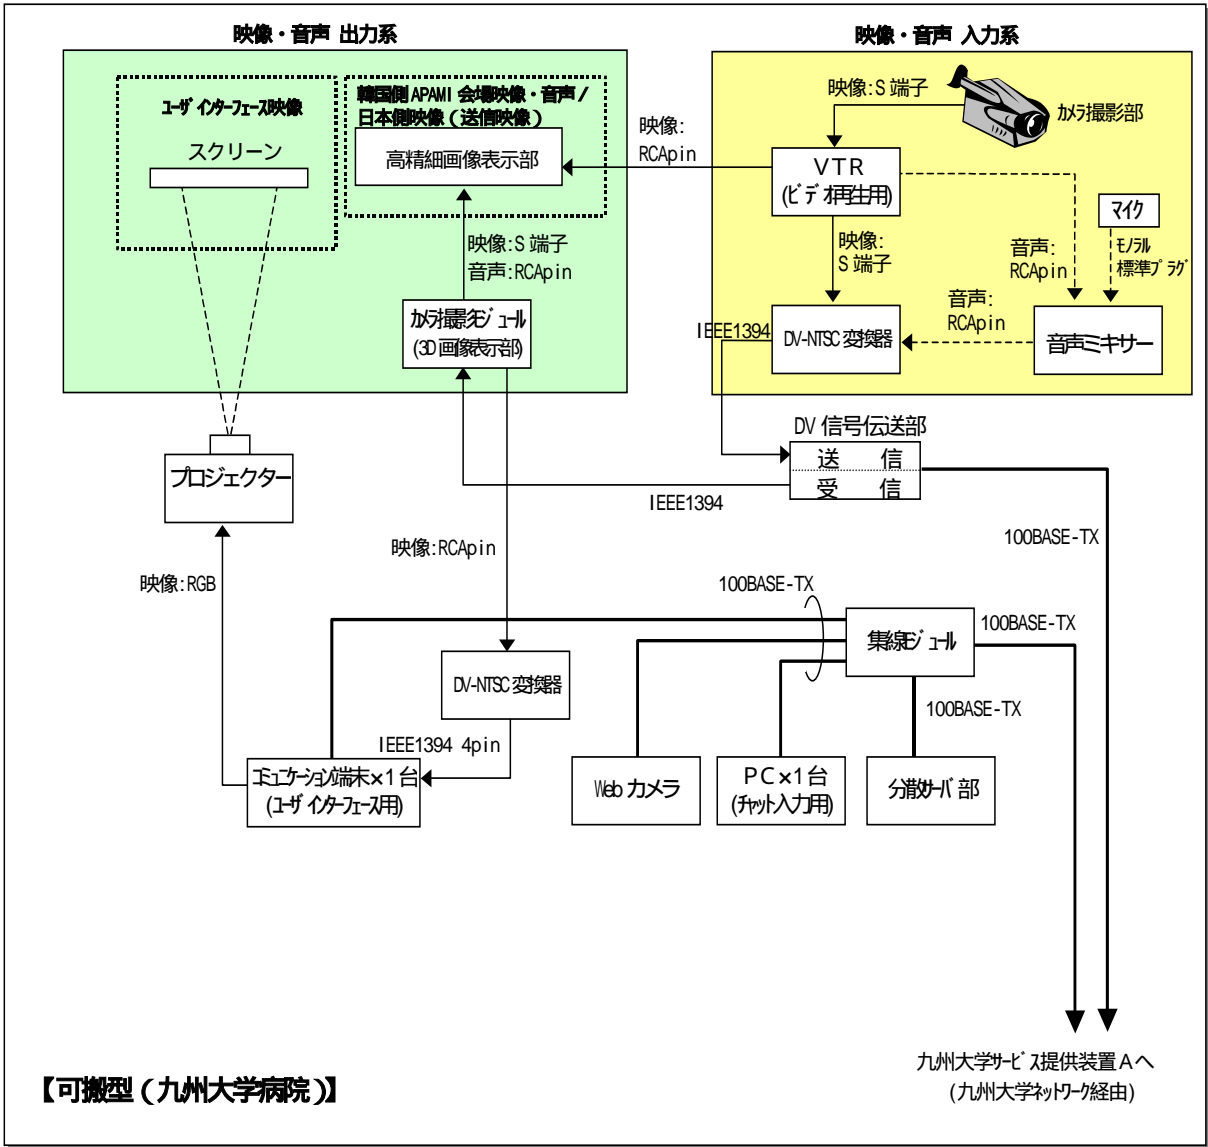 映像・音声 出力系
映像・音声 入力系
ﾕｰｻﾞｲﾝﾀｰﾌｪｰｽ映像
スクリーン
韓国側 APAMI 会場映像・音声/
日本側映像(送信映像)
高精細画像表示部
映像:
RCApin
映像:S 端子
ｶﾒﾗ撮影部
VTR
(ﾋﾞﾃﾞｵ再生用)
ﾏｲｸ
映像:S 端子
音声:RCApin
映像:
S 端子
音声:
RCApin
ﾓﾉﾗﾙ
標準ﾌﾟﾗｸﾞ
音声:
RCApin
ｶﾒﾗ撮影ﾓｼﾞｭｰﾙ
(3D 画像表示部)
IEEE1394
DV-NTSC 変換器
音声ミキサー
DV 信号伝送部
送 信
受 信
プロジェクター
IEEE1394
100BASE-TX
映像:RCApin
映像:RGB
100BASE-TX
100BASE-TX
集線ﾓｼﾞｭｰﾙ
DV-NTSC 変換器
100BASE-TX
IEEE1394 4pin
ｺﾐｭﾆｹｰｼｮﾝ端末×1 台
(ﾕｰｻﾞｲﾝﾀｰﾌｪｰｽ用)
Web カメラ
PC×1 台
(ﾁｬｯﾄ入力用)
分散ｻｰﾊﾞ部
九州大学ｻｰﾋﾞｽ提供装置 A へ
(九州大学ﾈｯﾄﾜｰｸ経由)
【可搬型(九州大学病院)】